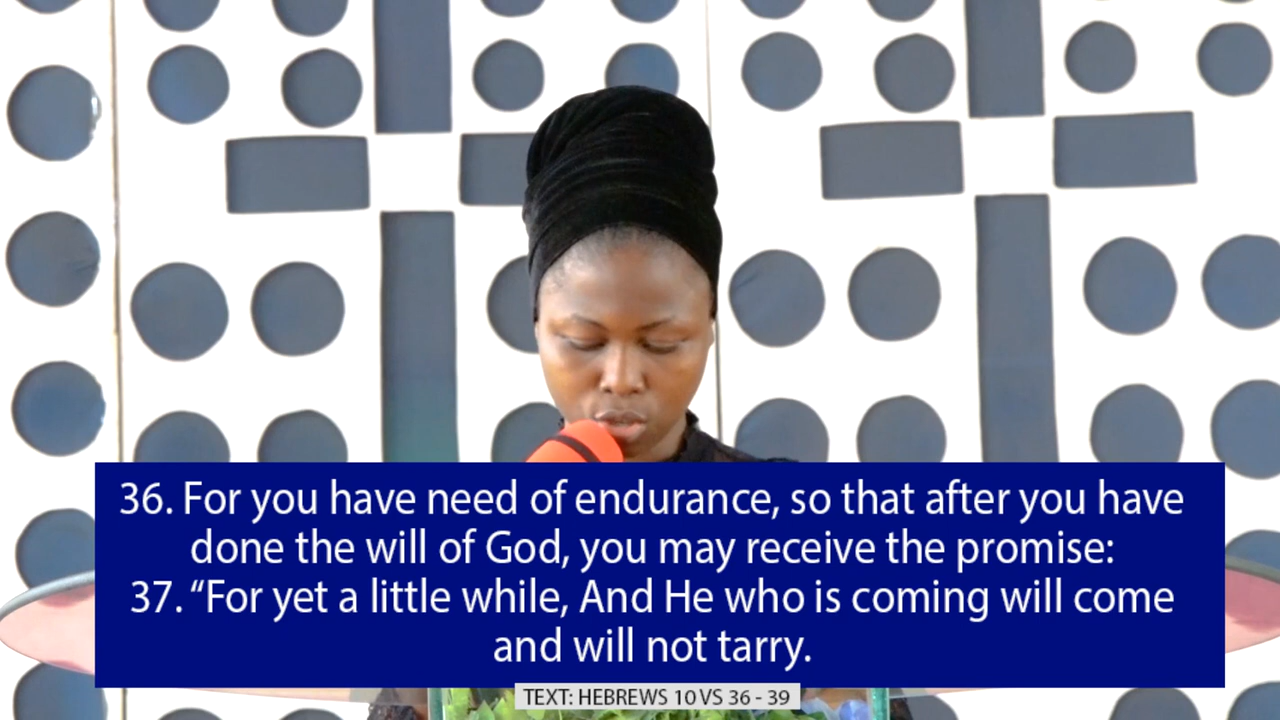 36. For you have need of endurance, so that after you have
done the will of God, you may receive the promise:
37. “For yet a little while, And He who is coming will come
and will not tarry.
TEXT: HEBREWS 10 VS 36 - 39